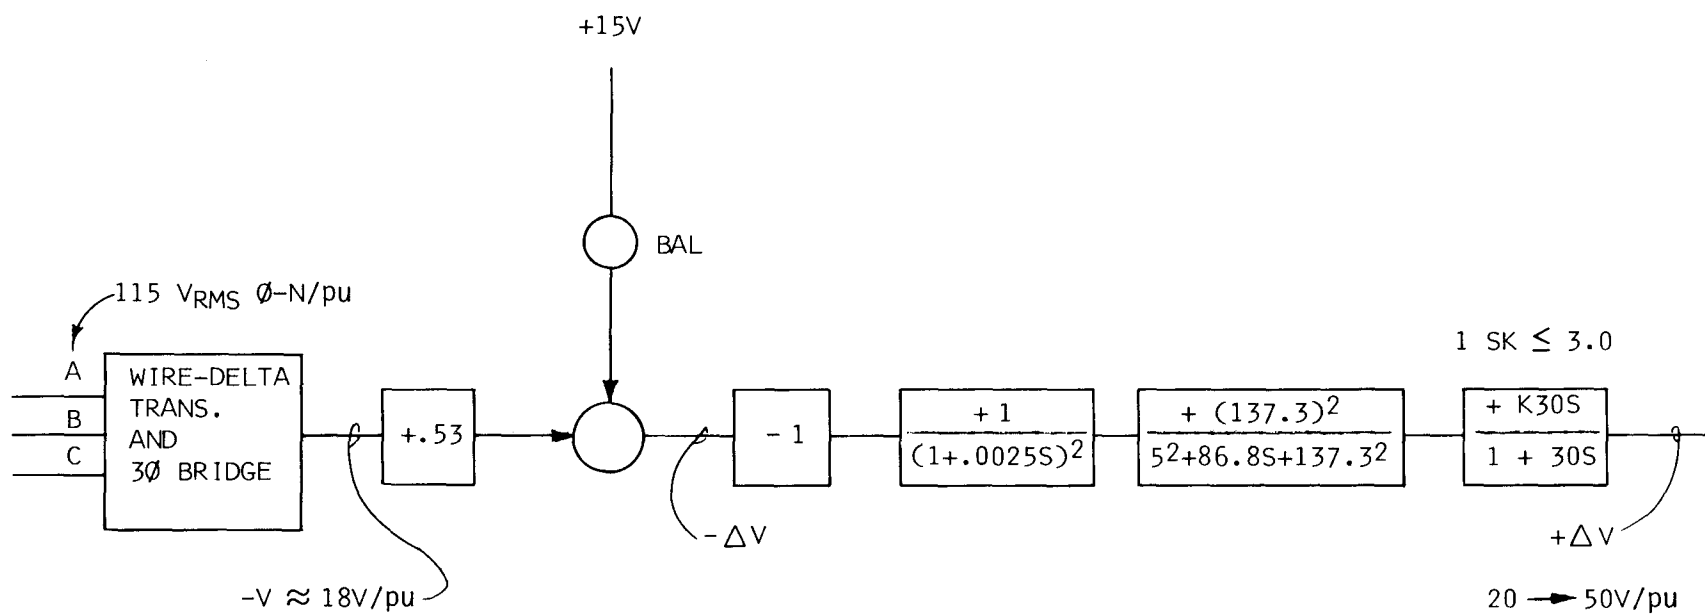 +15V
BAL
115 VRMS Ø-N/pu
A
B
C
WIRE-DELTA
TRANS.
AND
3Ø BRIDGE
+.53
-1
+1
(1+.0025S)²
+(137.3)²
5²+86.8S+137.3²
1 SK ≤ 3.0
+ K30S
1 + 30S
-ΔV
+ΔV
-V ≈ 18V/pu
20 → 50V/pu